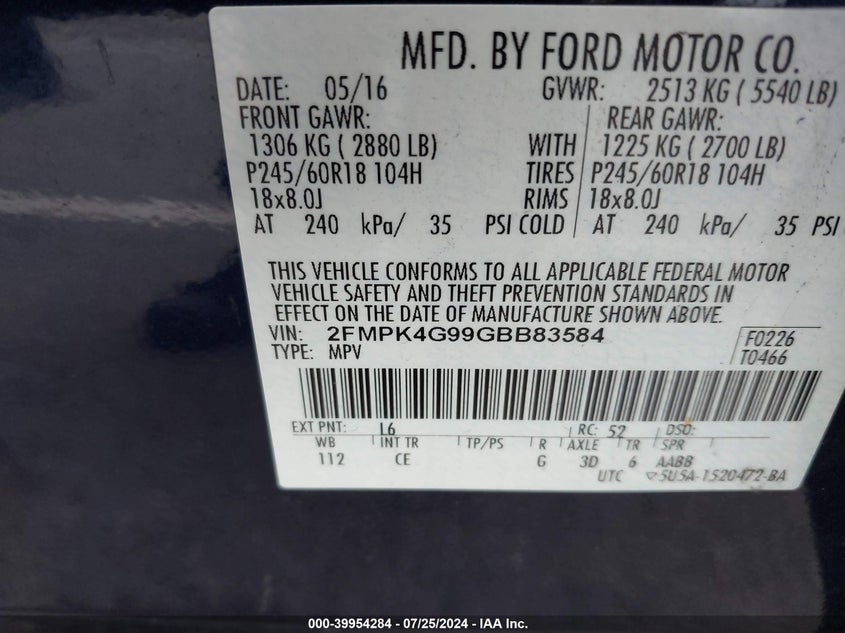 MFD. BY FORD MOTOR CO.
DATE: 05/16 GVWR: 2513 KG ( 5540 LB)
FRONT GAWR: REAR GAWR:
1306 KG ( 2880 LB) WITH 1225 KG ( 2700 LB)
P245/60R18 104H TIRES P245/60R18 104H
18x8.0J RIMS 18x8.0J
AT 240 kPa/ 35 PSI COLD AT 240 kPa/ 35 PSI
THIS VEHICLE CONFORMS TO ALL APPLICABLE FEDERAL MOTOR
VEHICLE SAFETY AND THEFT PREVENTION STANDARDS IN
EFFECT ON THE DATE OF MANUFACTURE SHOWN ABOVE.
VIN: 2FMPK4G99GBB83584 F0226
TYPE: MPV T0466
EXT PNT: L6 RC: 52 DSO:
WB INT TR TP/PS R AXLE TR SPR
112 CE G 3D 6 AABB
UTC ▽5U5A-1520472-BA
000-39954284 / 07/25/2024 - IAA Inc.